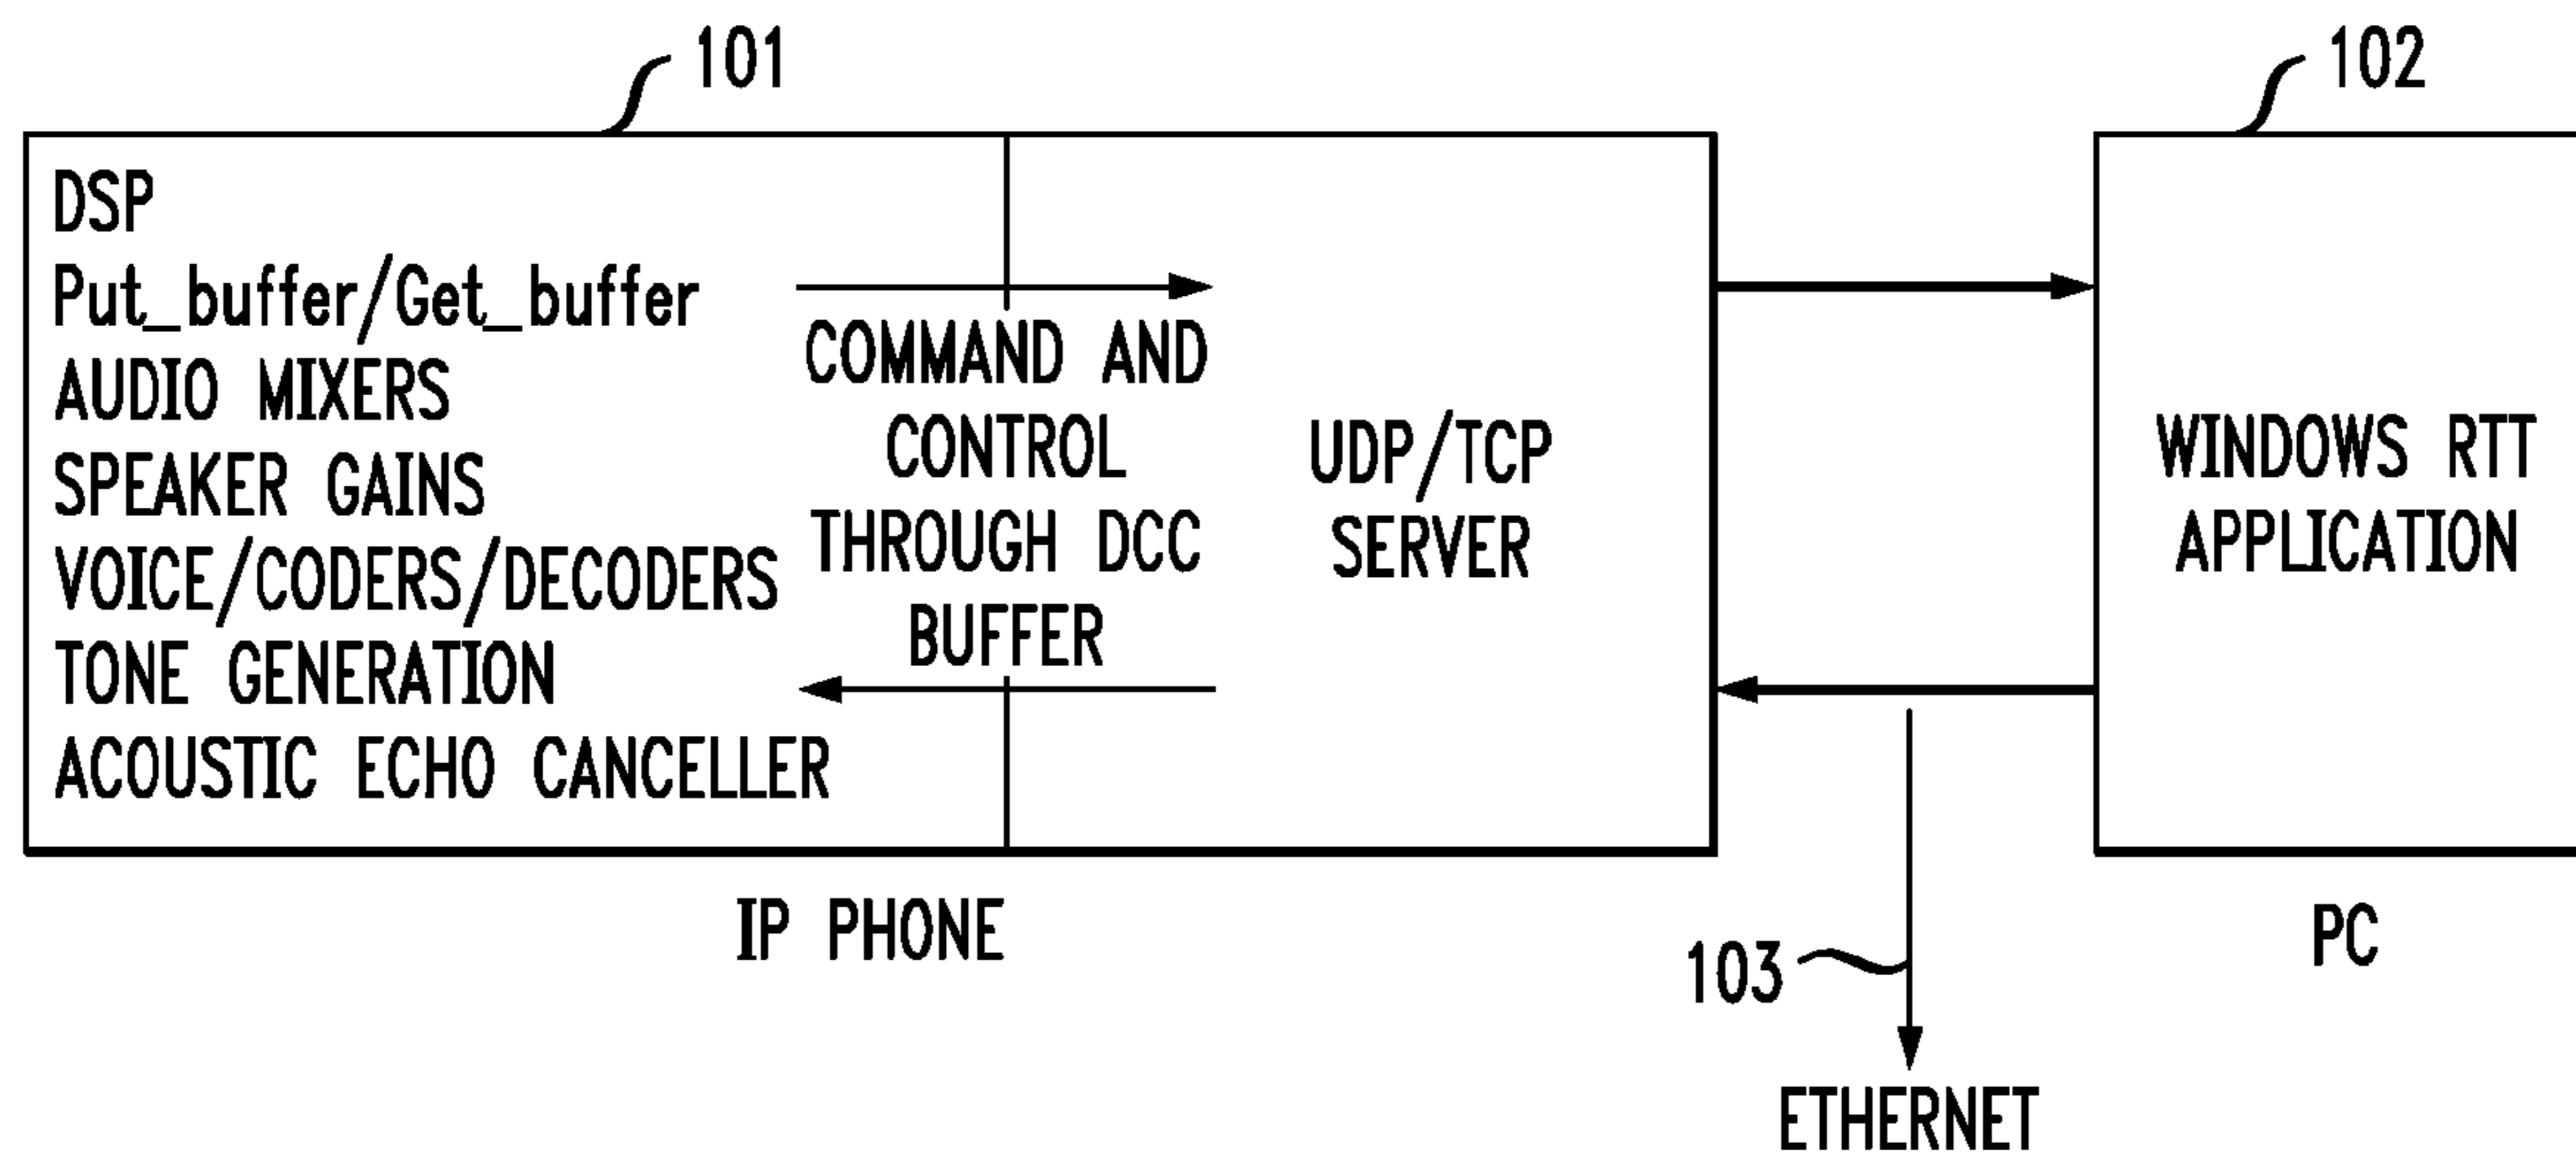 101
102
DSP
Put_buffer/Get_buffer
AUDIO MIXERS
SPEAKER GAINS
VOICE/CODERS/DECODERS
TONE GENERATION
ACOUSTIC ECHO CANCELLER
COMMAND AND
CONTROL
THROUGH DCC
BUFFER
UDP/TCP
SERVER
WINDOWS RTT
APPLICATION
IP PHONE
PC
103
ETHERNET